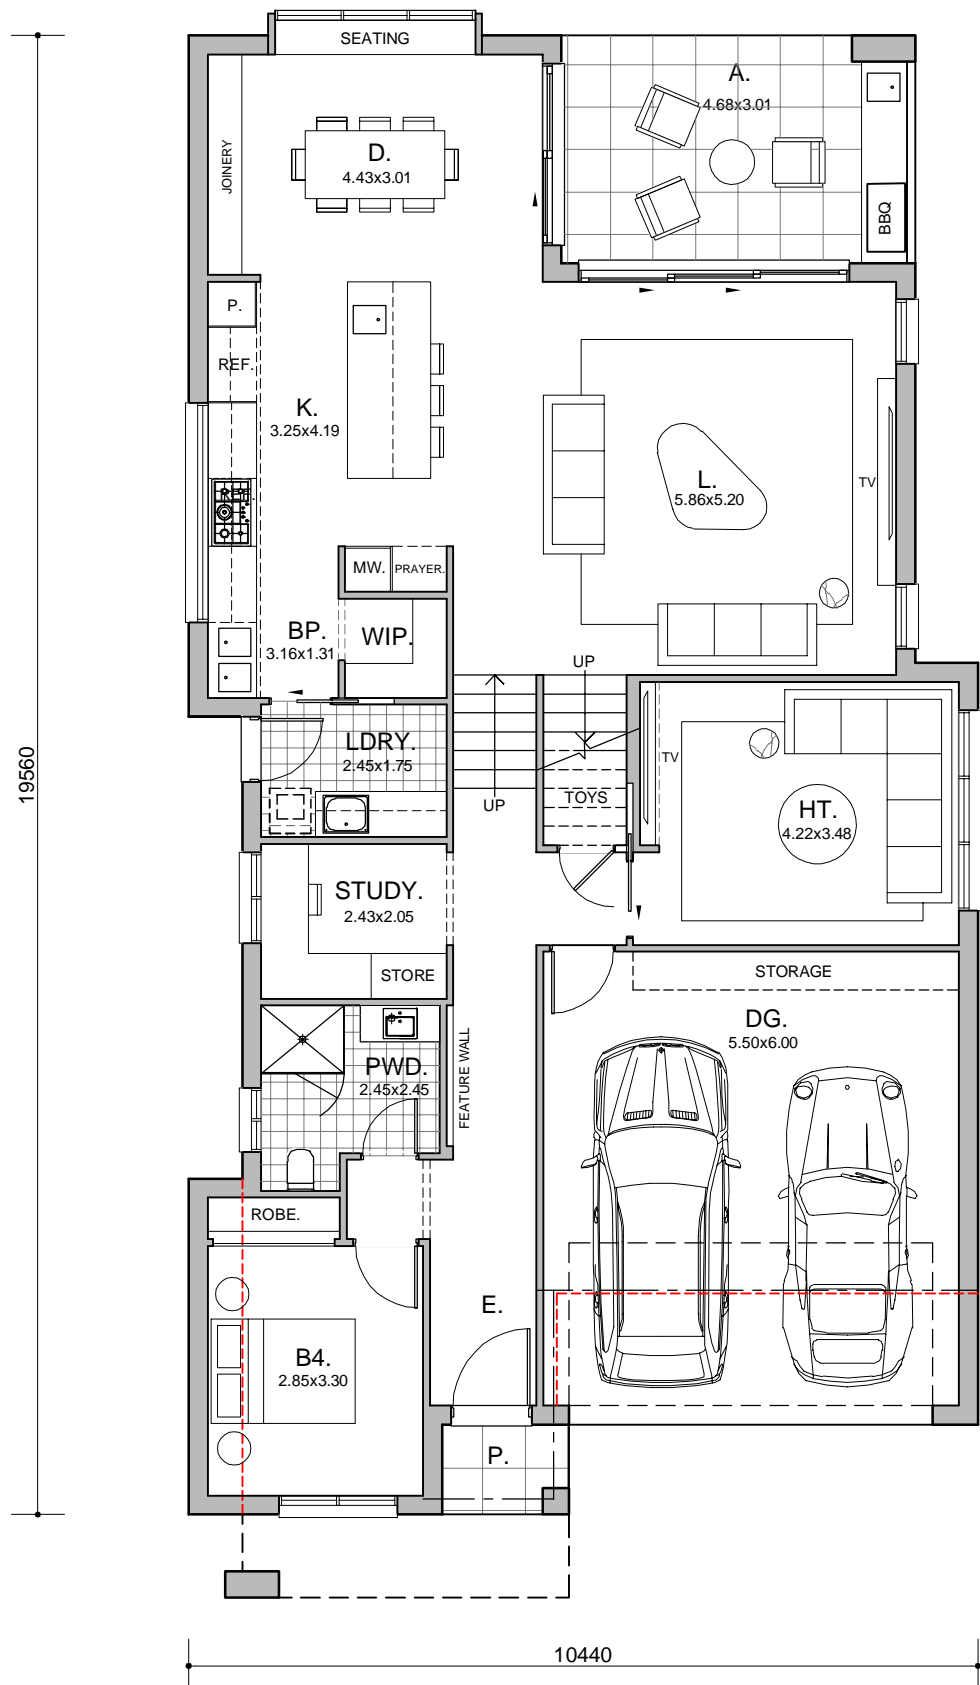 SEATING
A.
4.68x3.01
D.
4.43x3.01
JOINERY
BBQ
P.
REF.
K.
3.25x4.19
L.
5.86x5.20
TV
MW.
PRAYER.
BP.
3.16x1.31
WIP.
UP
LDRY.
2.45x1.75
TV
UP
TOYS
HT.
4.22x3.48
19560
STUDY.
2.43x2.05
STORE
STORAGE
DG.
5.50x6.00
PWD.
2.45x2.45
FEATURE WALL
ROBE.
E.
B4.
2.85x3.30
P.
10440